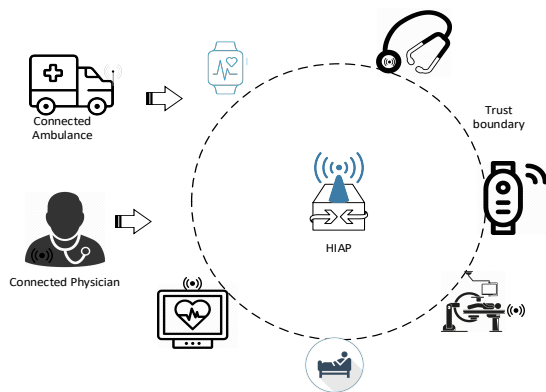 Connected
Ambulance
Trust
boundary
HIAP
Connected Physician